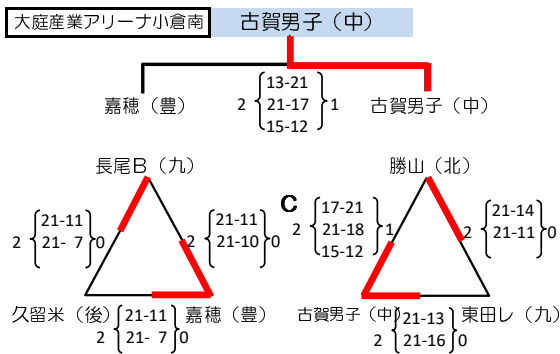 大庭産業アリーナ小倉南
古賀男子（中）
嘉穂（豊）
2
13-21
21-17
15-12
1
古賀男子（中）
長尾B（九）
2
21-11
21- 7
0
2
21-11
21-10
0
久留米（後）
2
21-11
21- 7
0
嘉穂（豊）
C
勝山（北）
2
17-21
21-18
15-12
1
2
21-14
21-11
0
古賀男子（中）
2
21-13
21-16
0
東田レ（九）